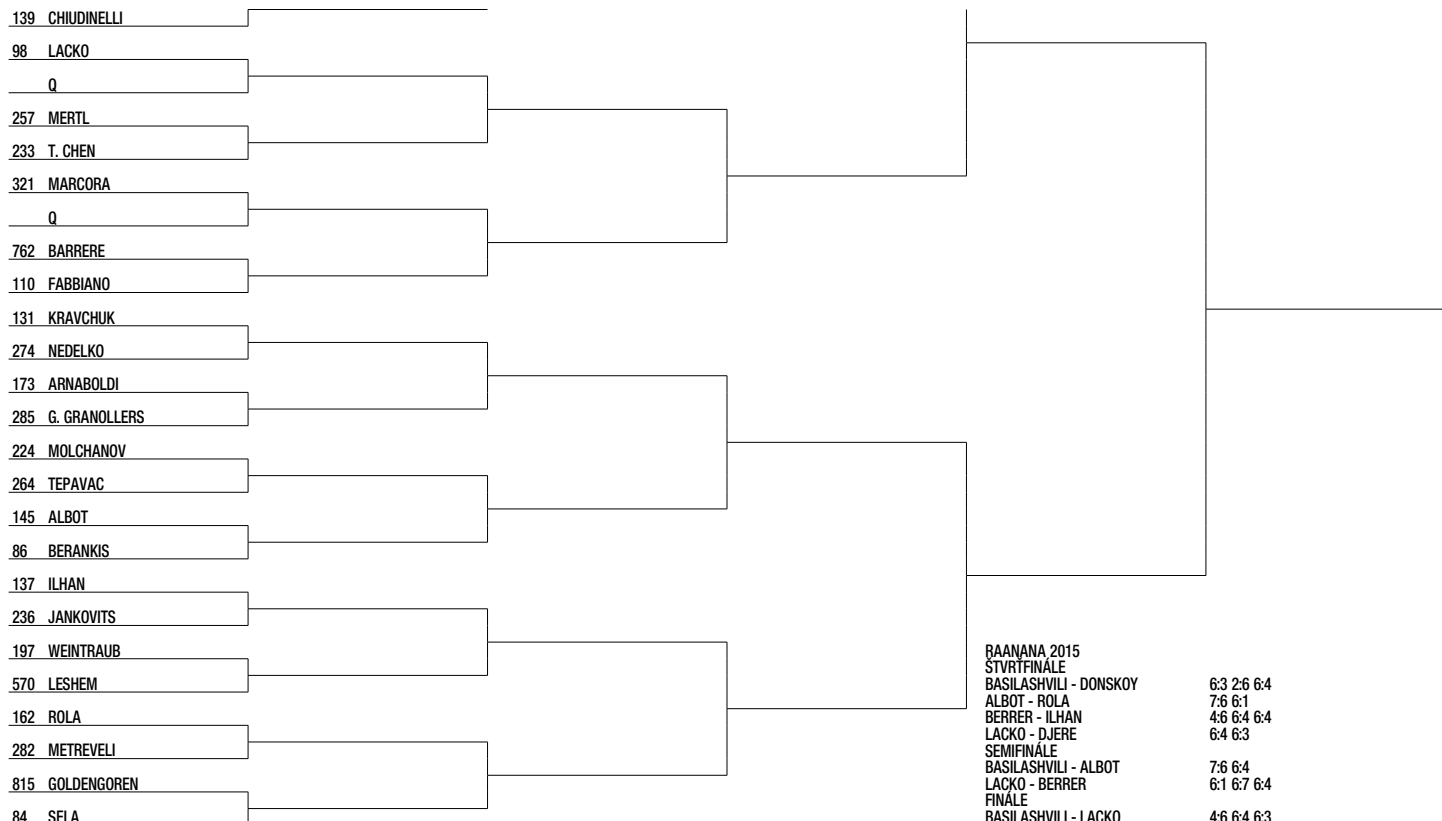 139 CHIUDINELLI
98 LACKO
Q
257 MERTL
233 T. CHEN
321 MARCORA
Q
762 BARRERE
110 FABBIANO
131 KRAVCHUK
274 NEDELKO
173 ARNABOLDI
285 G. GRANOLLERS
224 MOLCHANOV
264 TEPAVAC
145 ALBOT
86 BERANKIS
137 ILHAN
236 JANKOVITS
197 WEINTRAUB
570 LESHEM
162 ROLA
282 METREVELI
815 GOLDENGOREN
84 SELA
RAANANA 2015
ŠTVRŤFINÁLE
BASILASHVILI - DONSKOY 6:3 2:6 6:4
ALBOT - ROLA 7:6 6:1
BERRER - ILHAN 4:6 6:4 6:4
LACKO - DJERE 6:4 6:3
SEMIFINÁLE
BASILASHVILI - ALBOT 7:6 6:4
LACKO - BERRER 6:1 6:7 6:4
FINÁLE
BASILASHVILI - LACKO 4:6 6:4 6:3